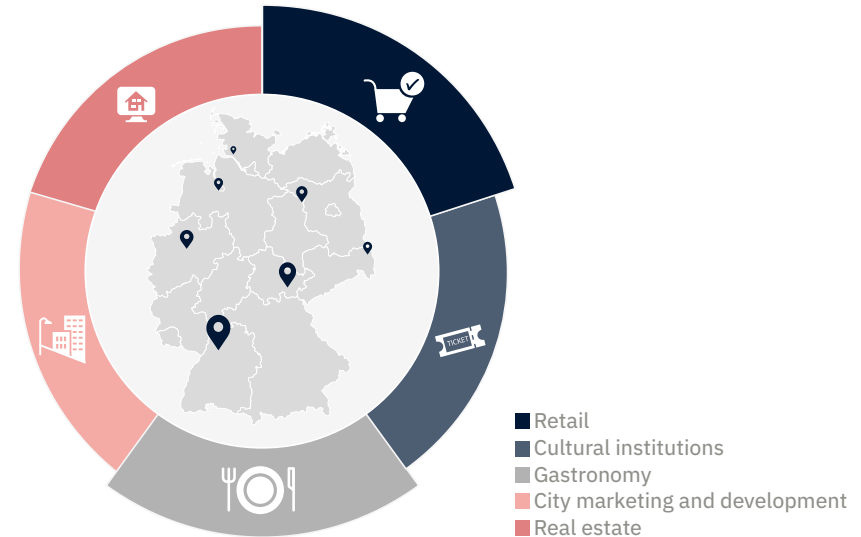 TICKET
Retail
Cultural institutions
Gastronomy
City marketing and development
Real estate